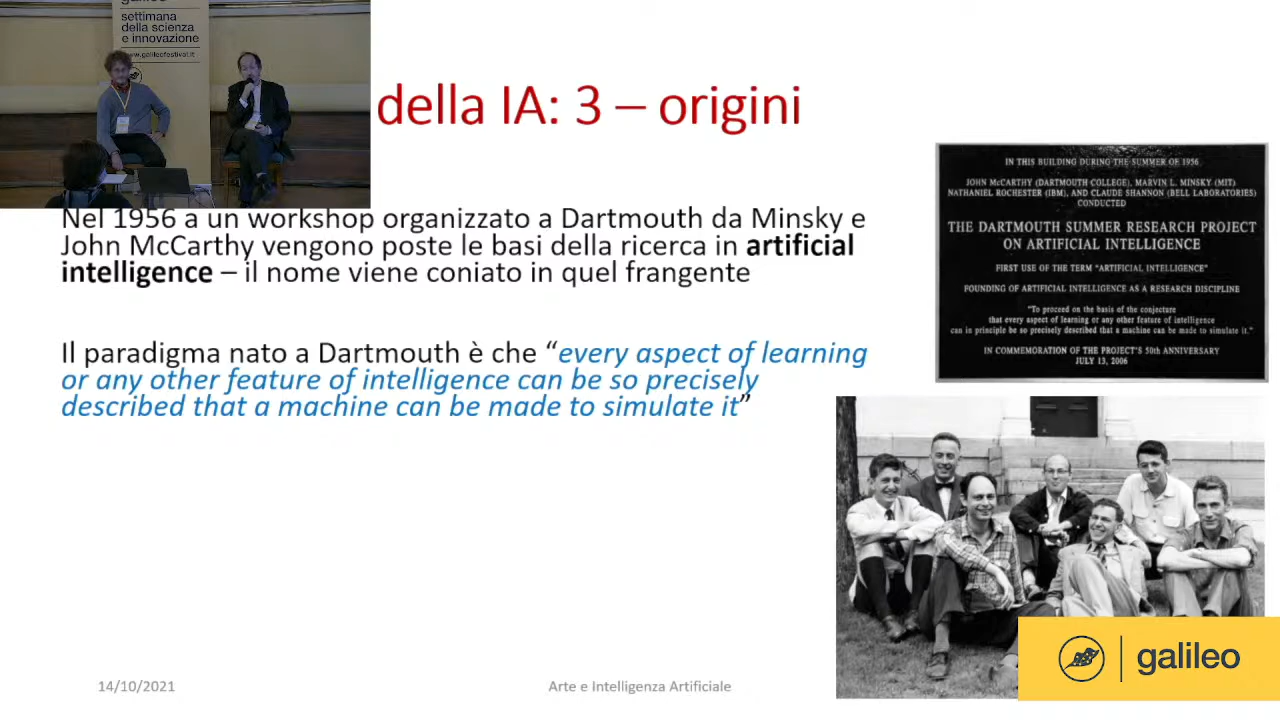 settimana
della scienza
e innovazione
www.galileofestival.it
della IA: 3 – origini
Nel 1956 a un workshop organizzato a Dartmouth da Minsky e
John McCarthy vengono poste le basi della ricerca in artificial
intelligence – il nome viene coniato in quel frangente
Il paradigma nato a Dartmouth è che “every aspect of learning
or any other feature of intelligence can be so precisely
described that a machine can be made to simulate it”
IN THIS BUILDING DURING THE SUMMER OF 1956
JOHN McCARTHY (DARTMOUTH COLLEGE), MARVIN L. MINSKY (MIT)
NATHANIEL ROCHESTER (IBM), AND CLAUDE SHANNON (BELL LABORATORIES)
CONDUCTED
THE DARTMOUTH SUMMER RESEARCH PROJECT
ON ARTIFICIAL INTELLIGENCE
FIRST USE OF THE TERM "ARTIFICIAL INTELLIGENCE"
FOUNDING OF ARTIFICIAL INTELLIGENCE AS A RESEARCH DISCIPLINE
"To proceed on the basis of the conjecture
that every aspect of learning or any other feature of intelligence
can in principle be so precisely described that a machine can be made to simulate it."
IN COMMEMORATION OF THE PROJECT'S 50th ANNIVERSARY
JULY 13, 2006
14/10/2021
Arte e Intelligenza Artificiale
galileo